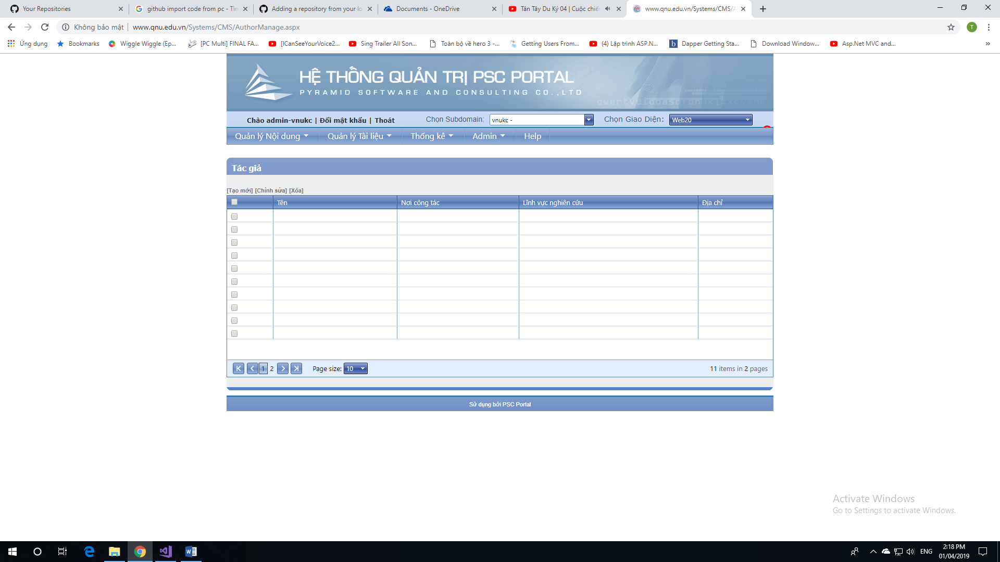 Your Repositories
github import code from pc - Tìn
Adding a repository from your lo
Documents - OneDrive
Tân Tây Du Ký 04 | Cuộc chiến
www.qnu.edu.vn/Systems/CMS/A
Không bảo mật | www.qnu.edu.vn/Systems/CMS/AuthorManage.aspx
T
Ứng dụng
Bookmarks
Wiggle Wiggle (Ep...
[PC Multi] FINAL FA...
[ICanSeeYourVoice2...
Sing Trailer All Son...
Toàn bộ về hero 3 -...
Getting Users From...
(4) Lập trình ASP.N...
b Dapper Getting Sta...
Download Window...
Asp.Net MVC and...
»
HỆ THỐNG QUẢN TRỊ PSC PORTAL
PYRAMID SOFTWARE AND CONSULTING CO.,LTD
Chào admin-vnukc | Đổi mật khẩu | Thoát
Chọn Subdomain: vnukc -
Chọn Giao Diện: Web20
Quản lý Nội dung
Quản lý Tài liệu
Thống kê
Admin
Help
Tác giả
[Tạo mới] [Chỉnh sửa] [Xóa]
Tên
Nơi công tác
Lĩnh vực nghiên cứu
Địa chỉ
1 2
Page size: 10
11 items in 2 pages
Sử dụng bởi PSC Portal
Activate Windows
Go to Settings to activate Windows.
ENG
2:18 PM
01/04/2019